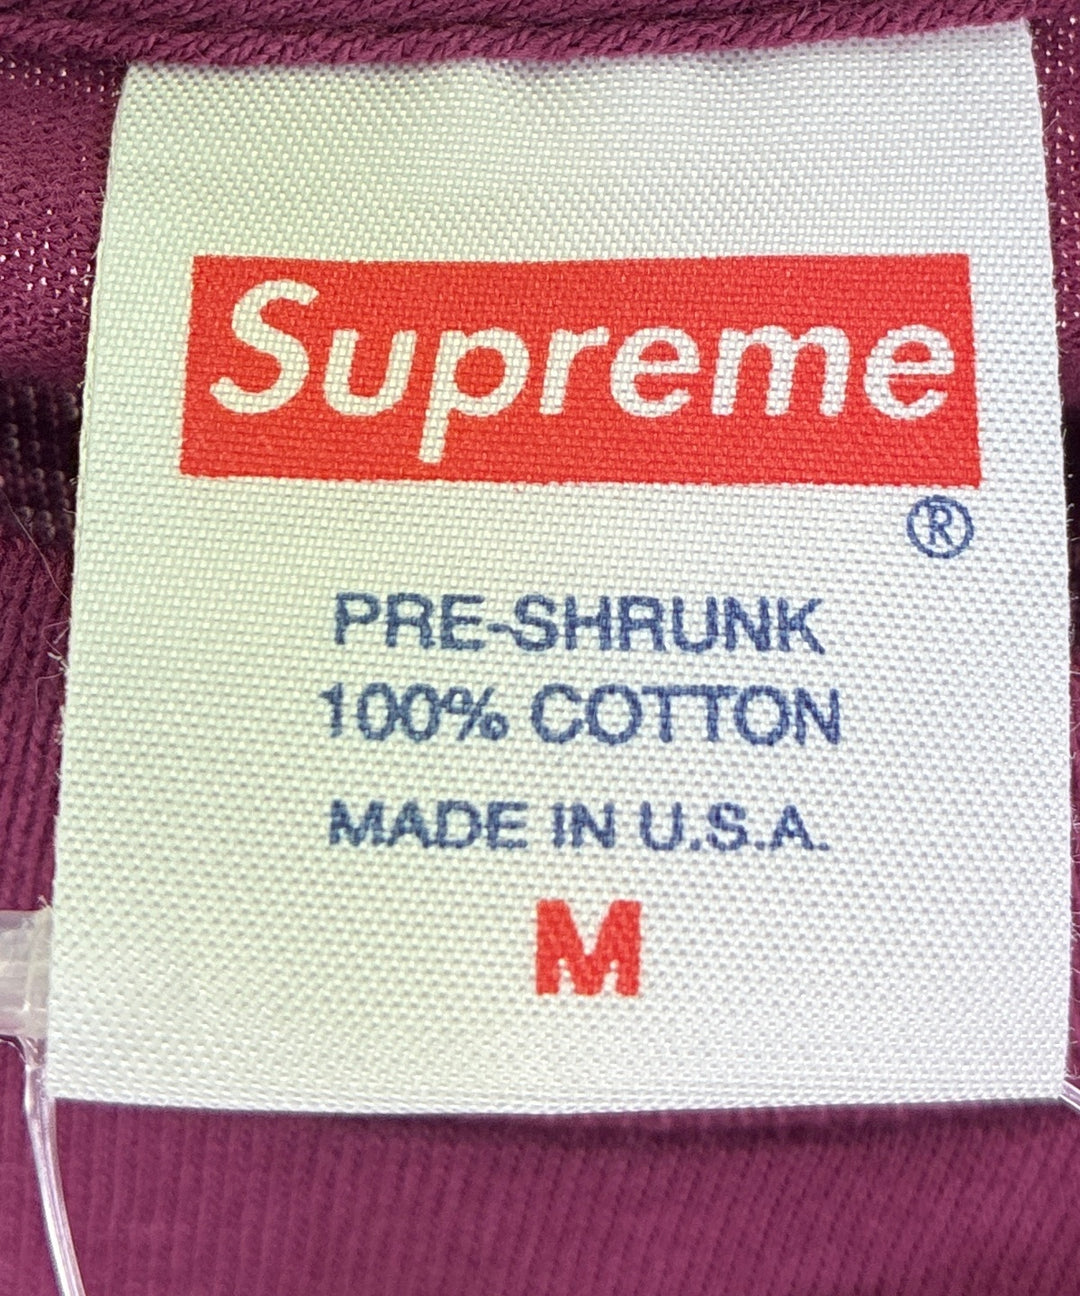 Supreme
®
PRE-SHRUNK
100% COTTON
MADE IN U.S.A.
M